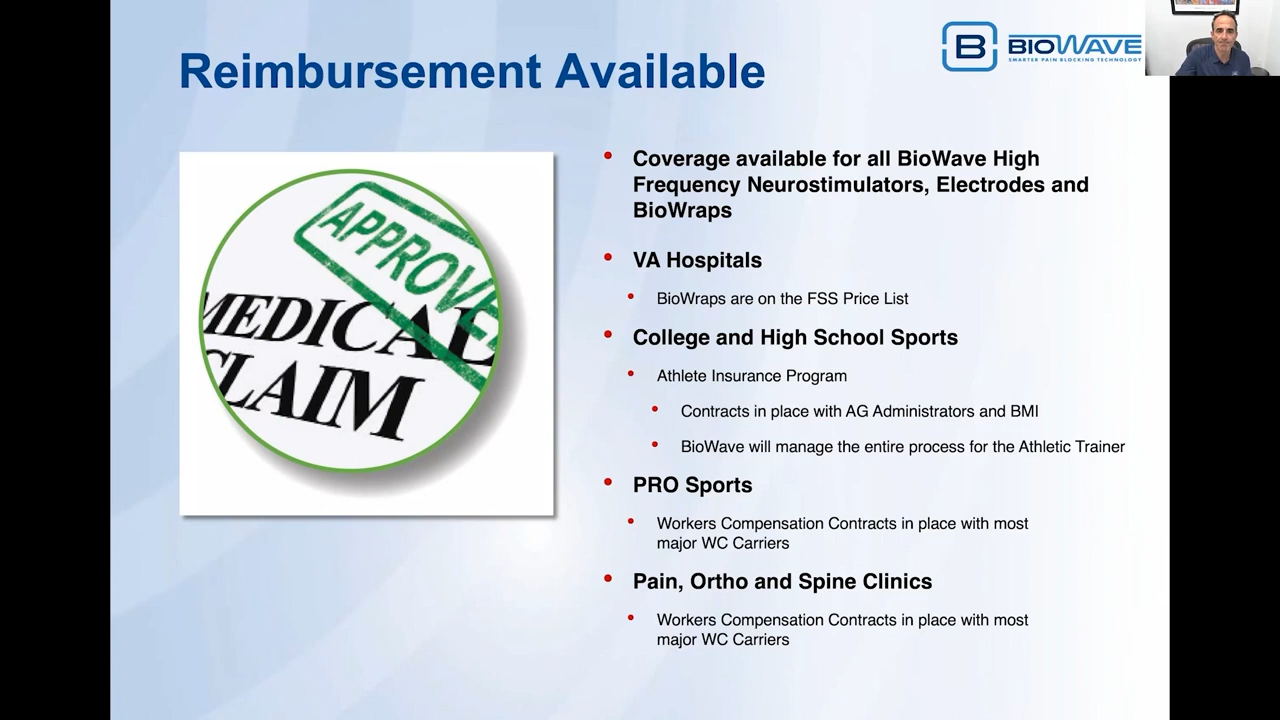 Reimbursement Available
B BIOWAVE
SMARTER PAIN BLOCKING TECHNOLOGY
APPROVE
MEDICAL
CLAIM
• Coverage available for all BioWave High
Frequency Neurostimulators, Electrodes and
BioWraps
• VA Hospitals
• BioWraps are on the FSS Price List
• College and High School Sports
• Athlete Insurance Program
• Contracts in place with AG Administrators and BMI
• BioWave will manage the entire process for the Athletic Trainer
• PRO Sports
• Workers Compensation Contracts in place with most
major WC Carriers
• Pain, Ortho and Spine Clinics
• Workers Compensation Contracts in place with most
major WC Carriers